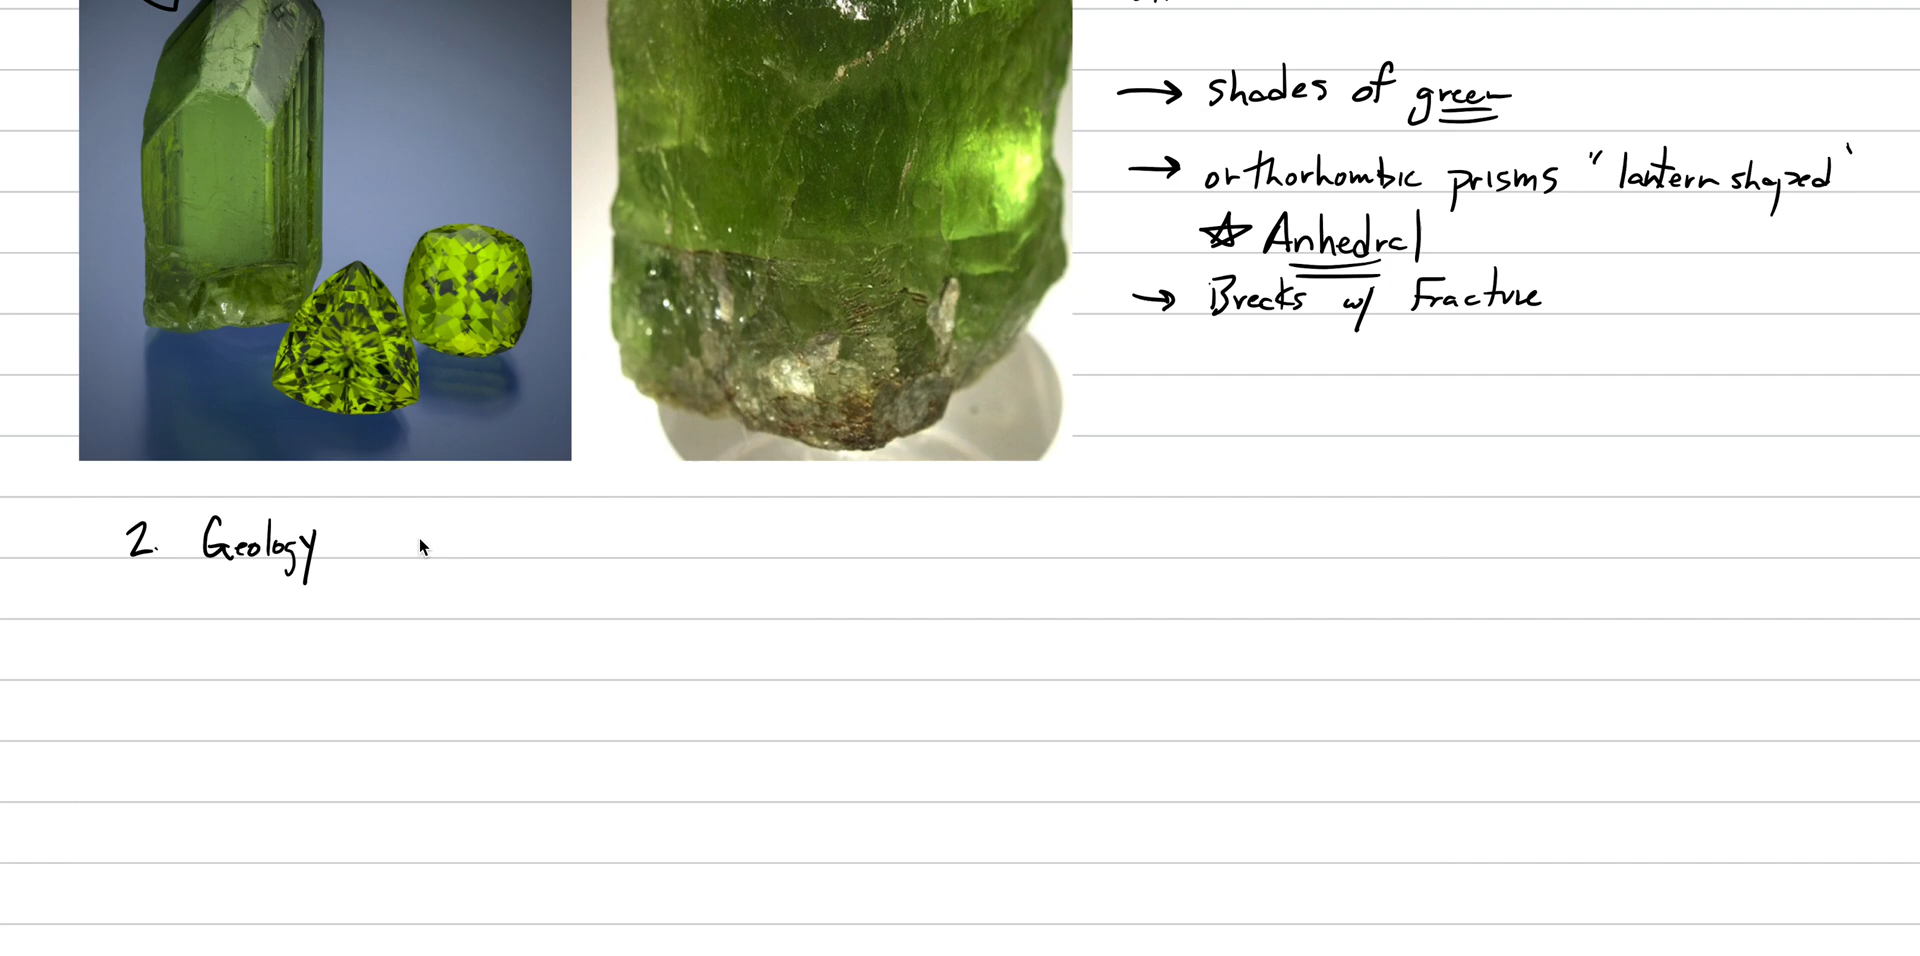 → shades of green
→ orthorhombic prisms "lantern shaped"
☆ Anhedral
→ Breaks w/ Fracture
2. Geology